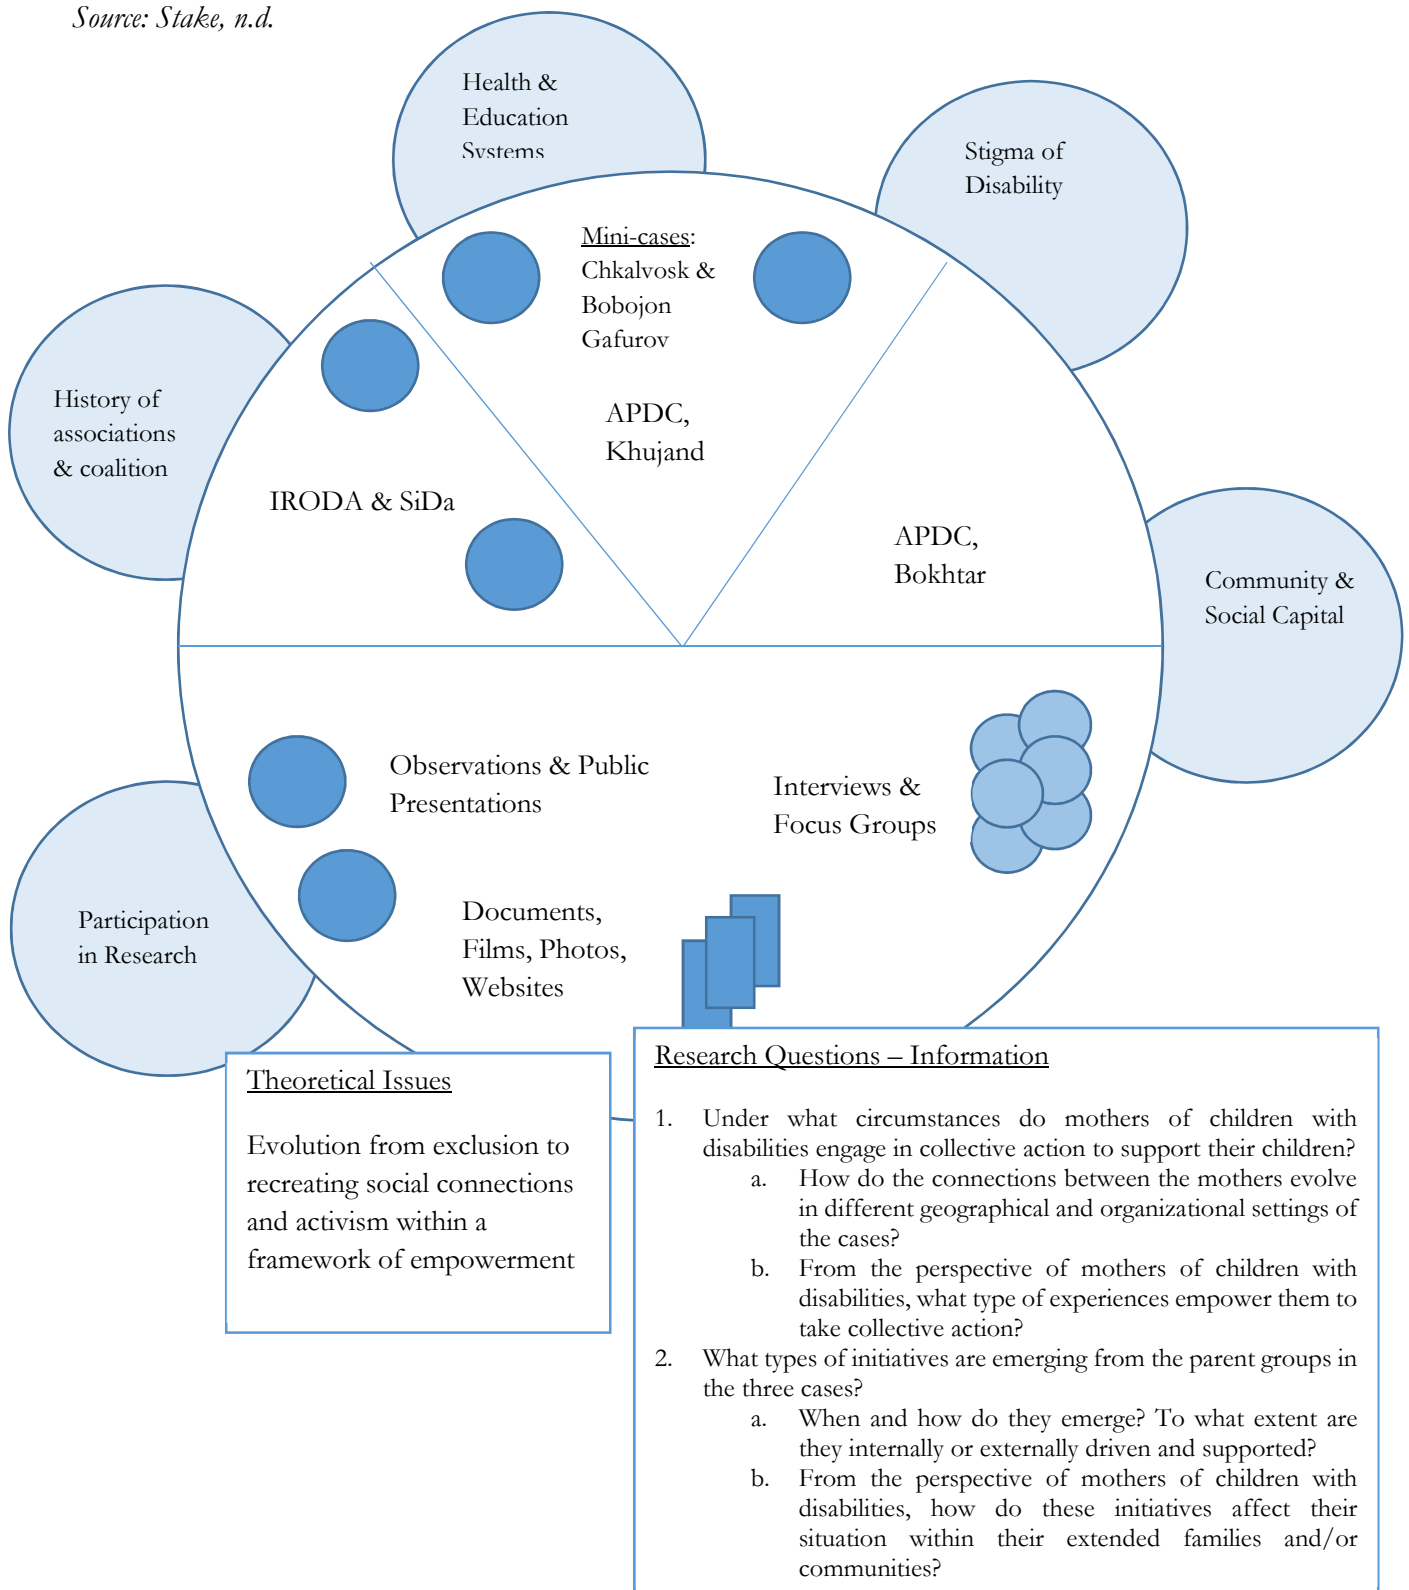 Source: Stake, n.d.
Health &
Education
Systems
Stigma of
Disability
Mini-cases:
Chkalvosk &
Bobojon
Gafurov
History of
associations
& coalition
APDC,
Khujand
IRODA & SiDa
APDC,
Bokhtar
Community &
Social Capital
Observations & Public
Presentations
Interviews &
Focus Groups
Participation
in Research
Documents,
Films, Photos,
Websites
Theoretical Issues
Evolution from exclusion to
recreating social connections
and activism within a
framework of empowerment
Research Questions – Information
1. Under what circumstances do mothers of children with
disabilities engage in collective action to support their children?
a. How do the connections between the mothers evolve
in different geographical and organizational settings of
the cases?
b. From the perspective of mothers of children with
disabilities, what type of experiences empower them to
take collective action?
2. What types of initiatives are emerging from the parent groups in
the three cases?
a. When and how do they emerge? To what extent are
they internally or externally driven and supported?
b. From the perspective of mothers of children with
disabilities, how do these initiatives affect their
situation within their extended families and/or
communities?